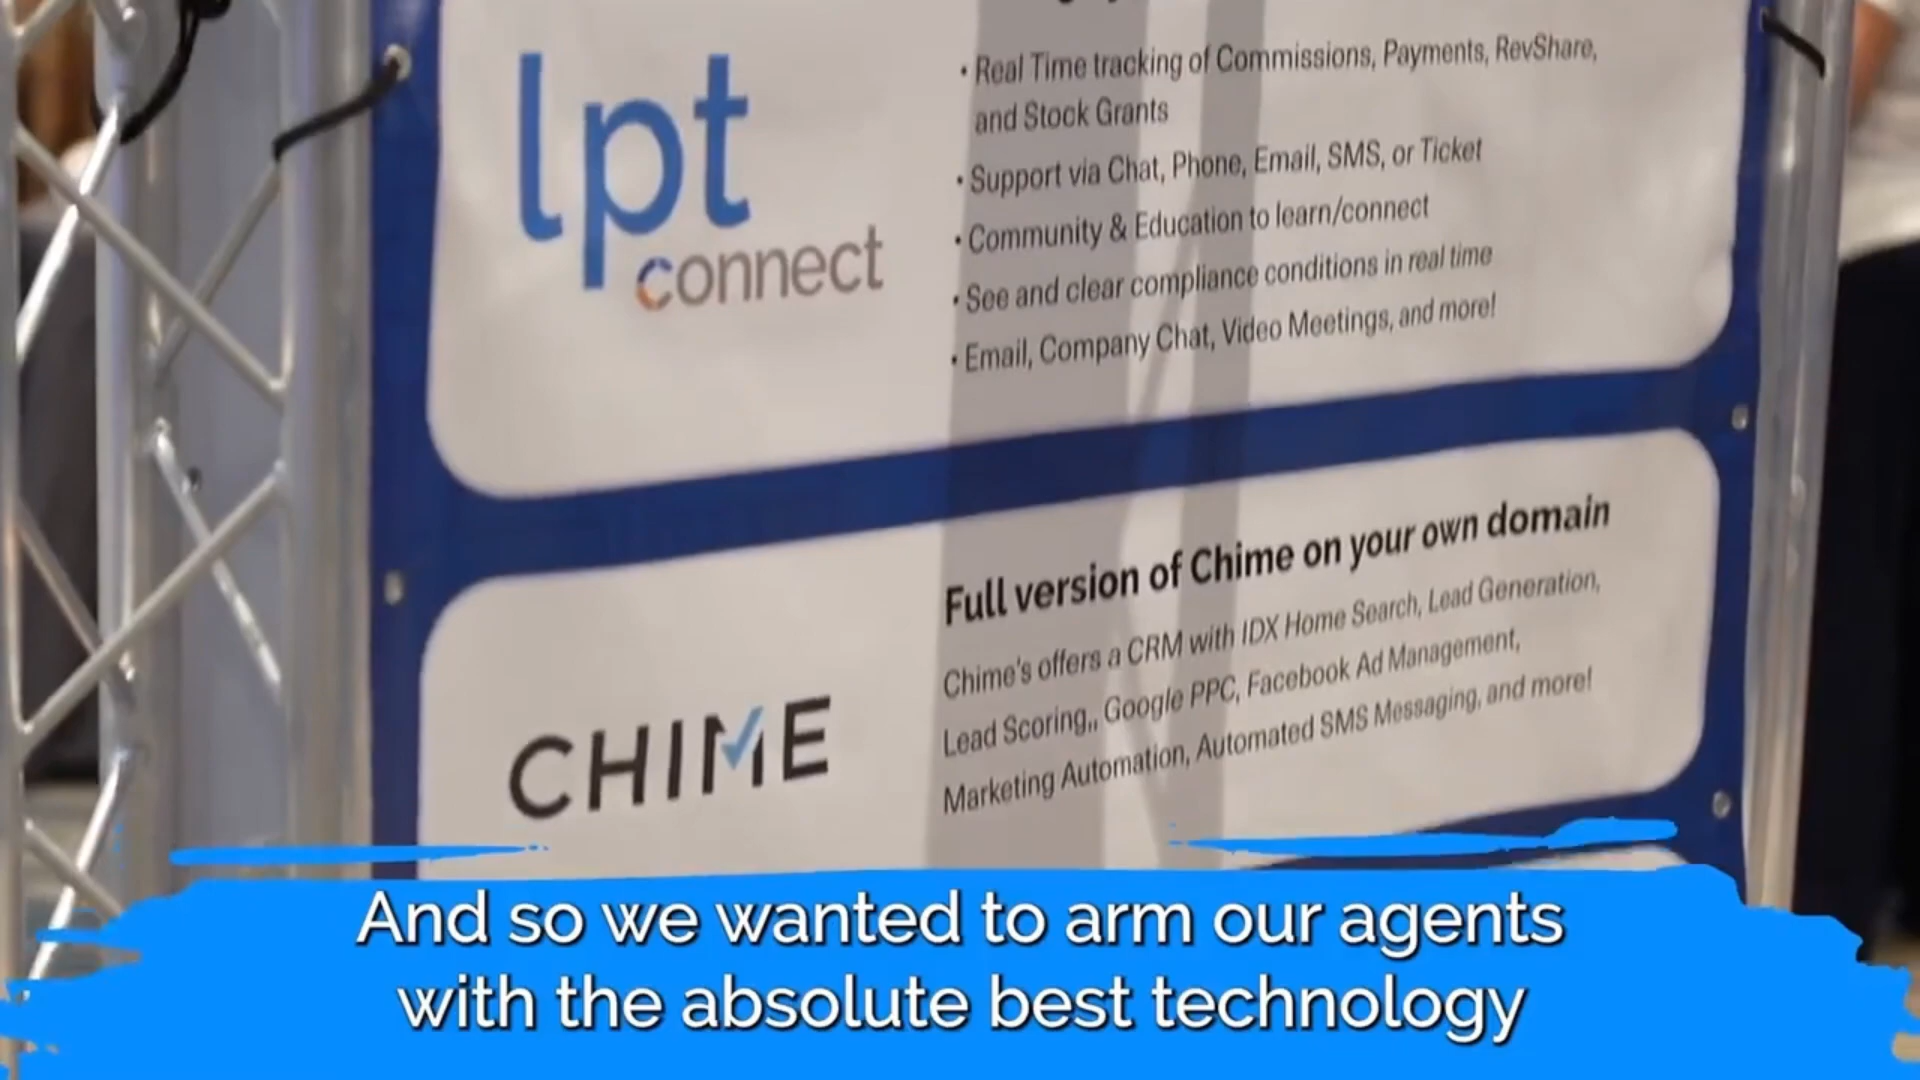 lpt
connect
• Real Time tracking of Commissions, Payments, RevShare,
and Stock Grants
• Support via Chat, Phone, Email, SMS, or Ticket
• Community & Education to learn/connect
• See and clear compliance conditions in real time
• Email, Company Chat, Video Meetings, and more!
CHIME
Full version of Chime on your own domain
Chime's offers a CRM with IDX Home Search, Lead Generation,
Lead Scoring,, Google PPC, Facebook Ad Management,
Marketing Automation, Automated SMS Messaging, and more!
And so we wanted to arm our agents
with the absolute best technology